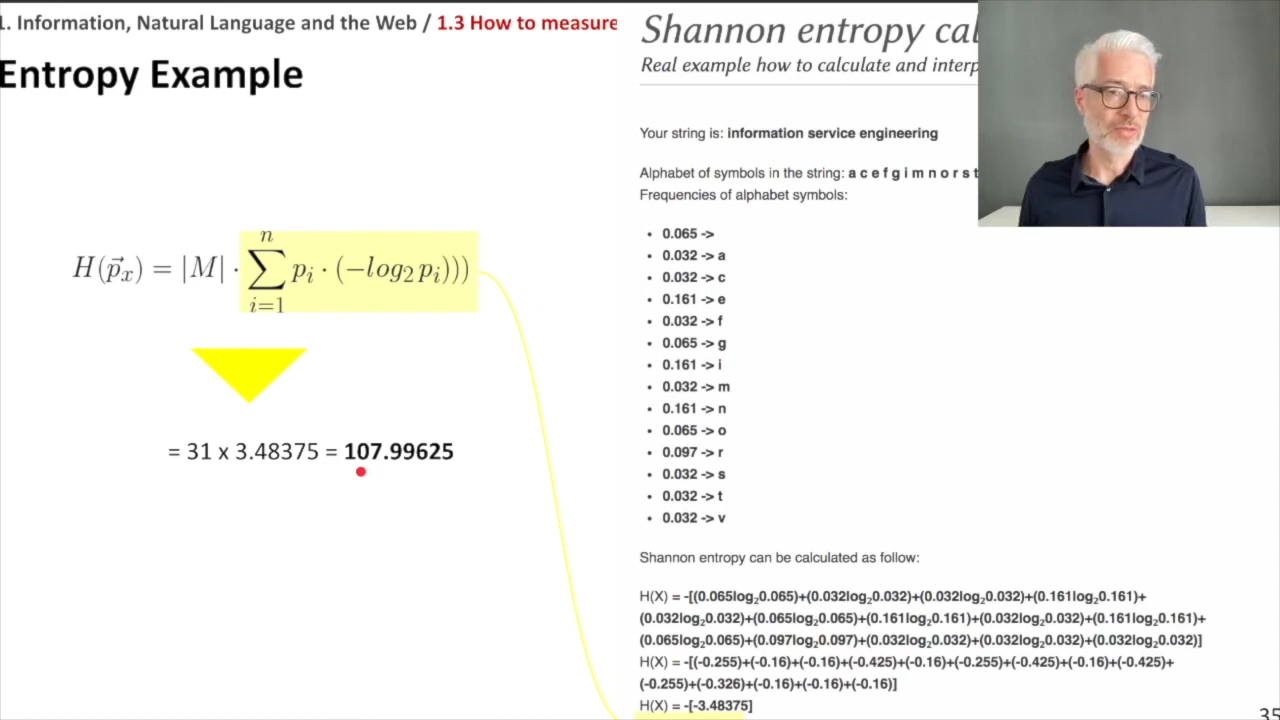 1. Information, Natural Language and the Web / 1.3 How to measure
Entropy Example
H(p⃗ₓ) = |M| · ∑ⁿᵢ₌₁ pᵢ · (−log₂ pᵢ)))
= 31 x 3.48375 = 107.99625
Shannon entropy cal
Real example how to calculate and interp
Your string is: information service engineering
Alphabet of symbols in the string: a c e f g i m n o r s t
Frequencies of alphabet symbols:
• 0.065 ->
• 0.032 -> a
• 0.032 -> c
• 0.161 -> e
• 0.032 -> f
• 0.065 -> g
• 0.161 -> i
• 0.032 -> m
• 0.161 -> n
• 0.065 -> o
• 0.097 -> r
• 0.032 -> s
• 0.032 -> t
• 0.032 -> v
Shannon entropy can be calculated as follow:
H(X) = -[(0.065log₂0.065)+(0.032log₂0.032)+(0.032log₂0.032)+(0.161log₂0.161)+
(0.032log₂0.032)+(0.065log₂0.065)+(0.161log₂0.161)+(0.032log₂0.032)+(0.161log₂0.161)+
(0.065log₂0.065)+(0.097log₂0.097)+(0.032log₂0.032)+(0.032log₂0.032)+(0.032log₂0.032)]
H(X) = -[(-0.255)+(-0.16)+(-0.16)+(-0.425)+(-0.16)+(-0.255)+(-0.425)+(-0.16)+(-0.425)+
(-0.255)+(-0.326)+(-0.16)+(-0.16)+(-0.16)]
H(X) = -[-3.48375]
35